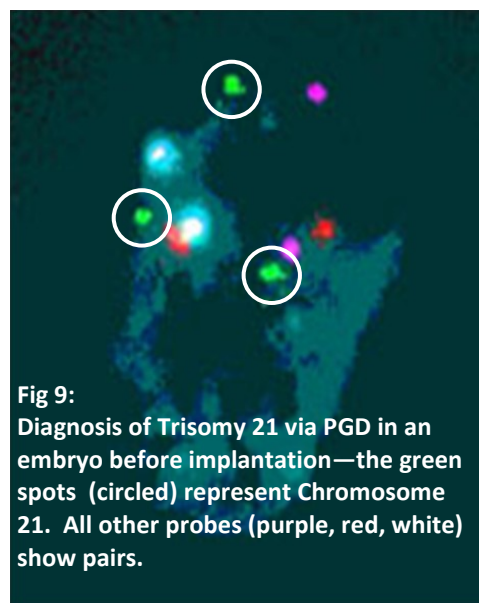 Fig 9:
Diagnosis of Trisomy 21 via PGD in an
embryo before implantation—the green
spots  (circled) represent Chromosome
21.  All other probes (purple, red, white)
show pairs.